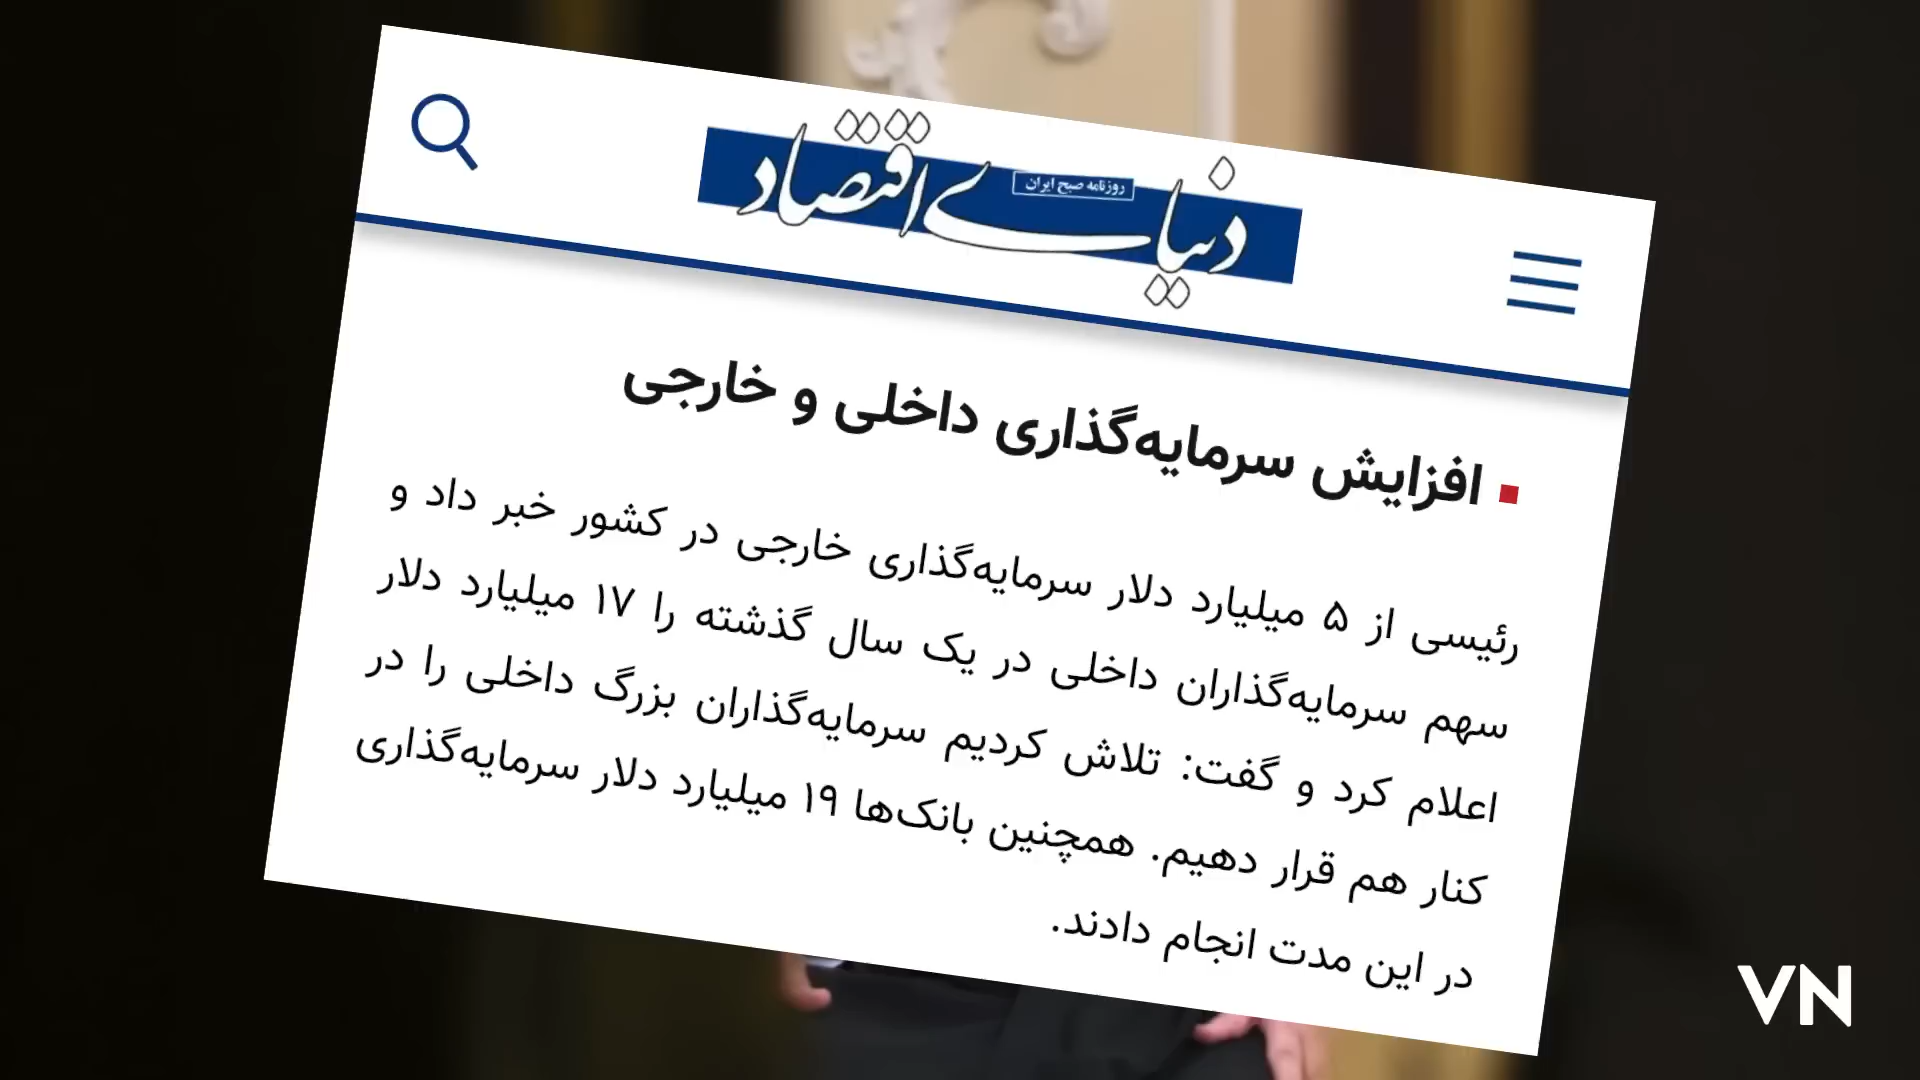 دنیای اقتصاد
روزنامه صبح ایران
افزایش سرمایه‌گذاری داخلی و خارجی
رئیسی از ۵ میلیارد دلار سرمایه‌گذاری خارجی در کشور خبر داد و
سهم سرمایه‌گذاران داخلی در یک سال گذشته را ۱۷ میلیارد دلار
اعلام کرد و گفت: تلاش کردیم سرمایه‌گذاران بزرگ داخلی را در
کنار هم قرار دهیم. همچنین بانک‌ها ۱۹ میلیارد دلار سرمایه‌گذاری
در این مدت انجام دادند.
VN